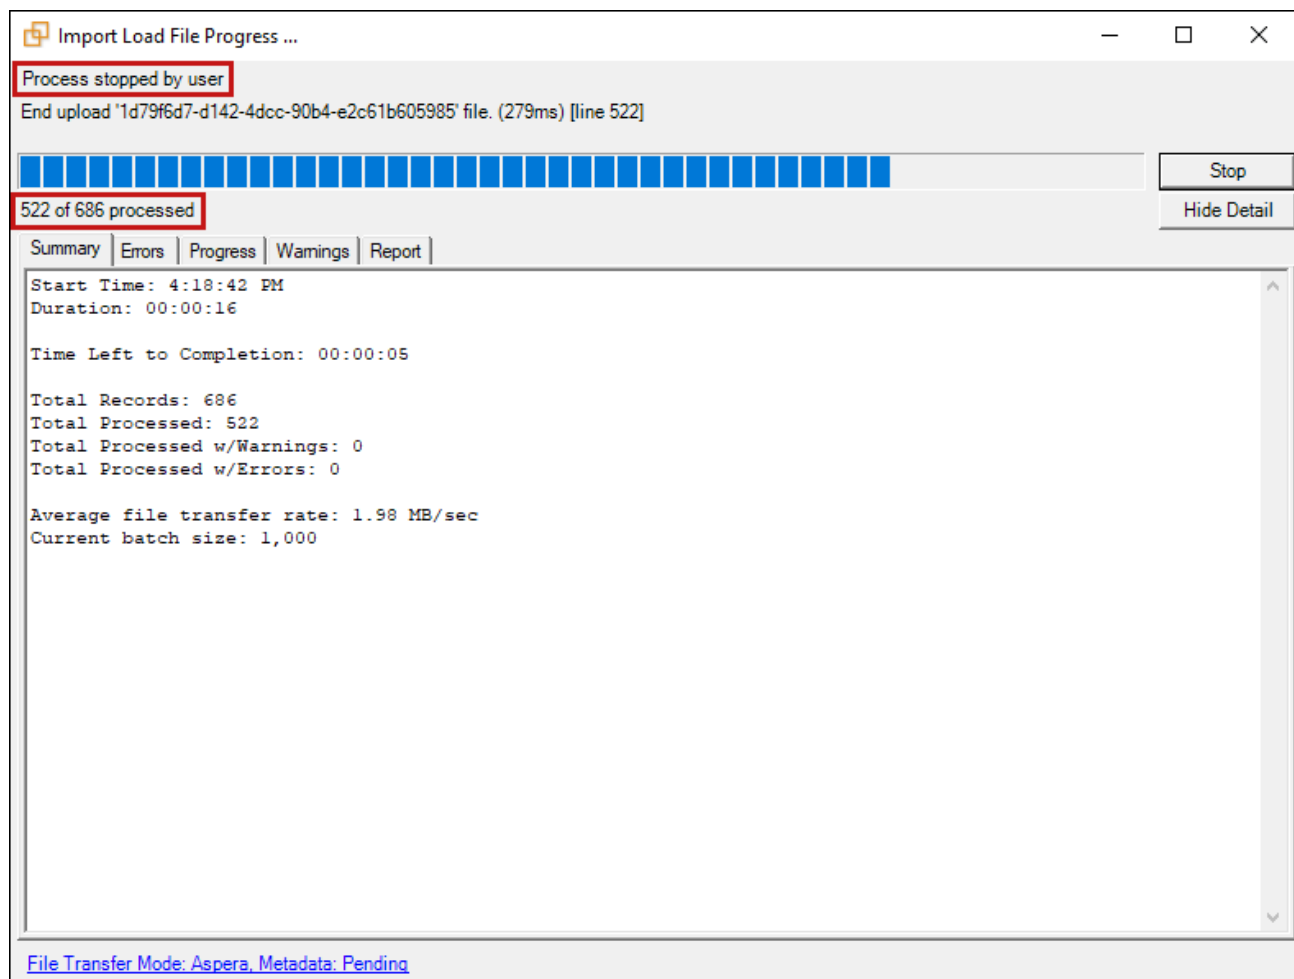 Import Load File Progress ...
Process stopped by user
End upload '1d79f6d7-d142-4dcc-90b4-e2c61b605985' file. (279ms) [line 522]
Stop
522 of 686 processed
Hide Detail
Summary Errors Progress Warnings Report
Start Time: 4:18:42 PM
Duration: 00:00:16
Time Left to Completion: 00:00:05
Total Records: 686
Total Processed: 522
Total Processed w/Warnings: 0
Total Processed w/Errors: 0
Average file transfer rate: 1.98 MB/sec
Current batch size: 1,000
File Transfer Mode: Aspera, Metadata: Pending